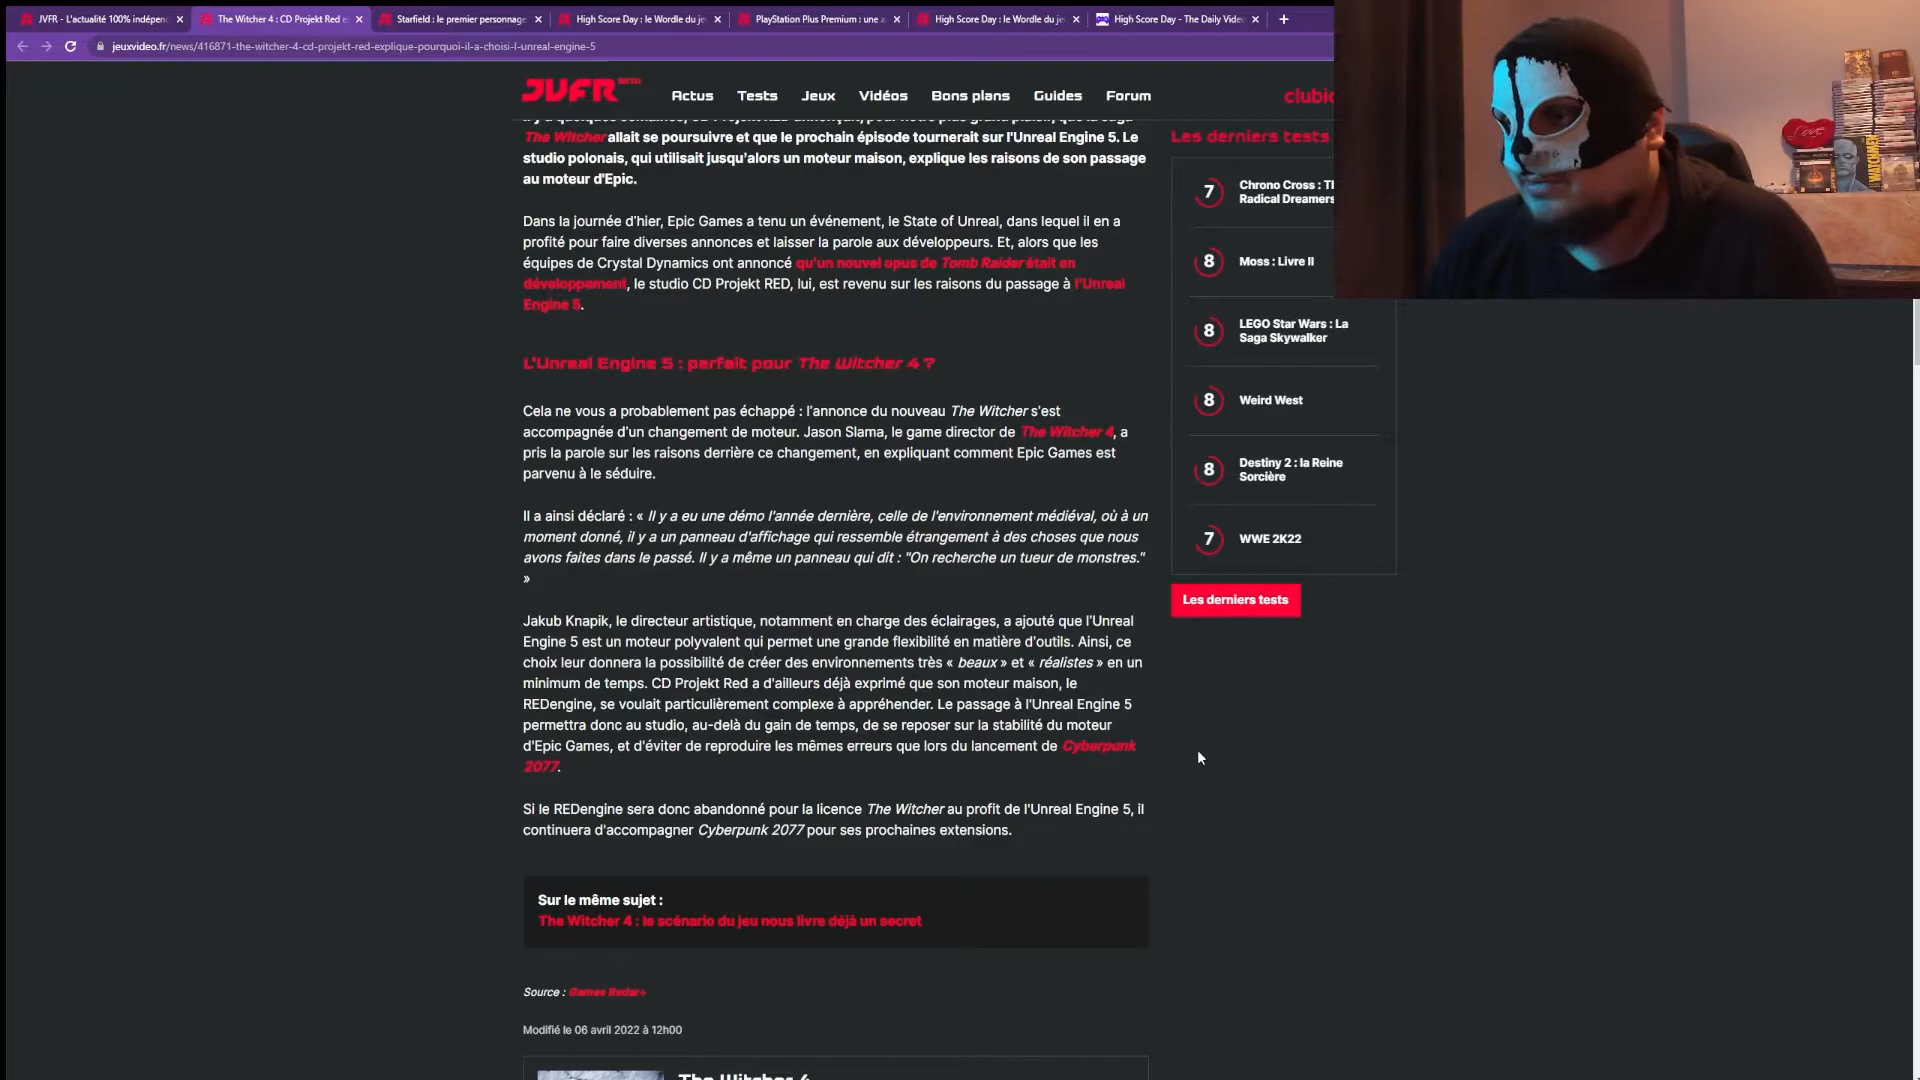 JVFR - L'actualité 100% indépen
The Witcher 4 : CD Projekt Red e
Starfield : le premier personnage
High Score Day : le Wordle du je
PlayStation Plus Premium : une a
High Score Day : le Wordle du je
High Score Day - The Daily Video
jeuxvideo.fr/news/416871-the-witcher-4-cd-projekt-red-explique-pourquoi-il-a-choisi-l-unreal-engine-5
JVFR BETA
Actus
Tests
Jeux
Vidéos
Bons plans
Guides
Forum
clubic
The Witcher allait se poursuivre et que le prochain épisode tournerait sur l'Unreal Engine 5. Le
studio polonais, qui utilisait jusqu'alors un moteur maison, explique les raisons de son passage
au moteur d'Epic.
Dans la journée d'hier, Epic Games a tenu un événement, le State of Unreal, dans lequel il en a
profité pour faire diverses annonces et laisser la parole aux développeurs. Et, alors que les
équipes de Crystal Dynamics ont annoncé qu'un nouvel opus de Tomb Raider était en
développement, le studio CD Projekt RED, lui, est revenu sur les raisons du passage à l'Unreal
Engine 5.
L'Unreal Engine 5 : parfait pour The Witcher 4 ?
Cela ne vous a probablement pas échappé : l'annonce du nouveau The Witcher s'est
accompagnée d'un changement de moteur. Jason Slama, le game director de The Witcher 4, a
pris la parole sur les raisons derrière ce changement, en expliquant comment Epic Games est
parvenu à le séduire.
Il a ainsi déclaré : « Il y a eu une démo l'année dernière, celle de l'environnement médiéval, où à un
moment donné, il y a un panneau d'affichage qui ressemble étrangement à des choses que nous
avons faites dans le passé. Il y a même un panneau qui dit : "On recherche un tueur de monstres."
»
Jakub Knapik, le directeur artistique, notamment en charge des éclairages, a ajouté que l'Unreal
Engine 5 est un moteur polyvalent qui permet une grande flexibilité en matière d'outils. Ainsi, ce
choix leur donnera la possibilité de créer des environnements très « beaux » et « réalistes » en un
minimum de temps. CD Projekt Red a d'ailleurs déjà exprimé que son moteur maison, le
REDengine, se voulait particulièrement complexe à appréhender. Le passage à l'Unreal Engine 5
permettra donc au studio, au-delà du gain de temps, de se reposer sur la stabilité du moteur
d'Epic Games, et d'éviter de reproduire les mêmes erreurs que lors du lancement de Cyberpunk
2077.
Si le REDengine sera donc abandonné pour la licence The Witcher au profit de l'Unreal Engine 5, il
continuera d'accompagner Cyberpunk 2077 pour ses prochaines extensions.
Sur le même sujet :
The Witcher 4 : le scénario du jeu nous livre déjà un secret
Source : Games Radar+
Modifié le 06 avril 2022 à 12h00
The Witcher 4
Les derniers tests
7
Chrono Cross : Th
Radical Dreamers
8
Moss : Livre II
8
LEGO Star Wars : La
Saga Skywalker
8
Weird West
8
Destiny 2 : la Reine
Sorcière
7
WWE 2K22
Les derniers tests
Love
WATCHMEN